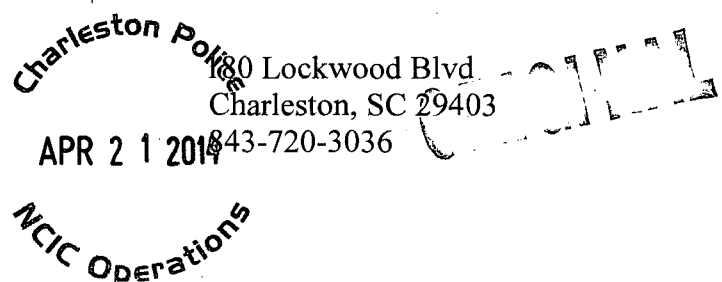 Charleston Police
180 Lockwood Blvd
Charleston, SC 29403
APR 2 1 2014
843-720-3036
NCIC Operations